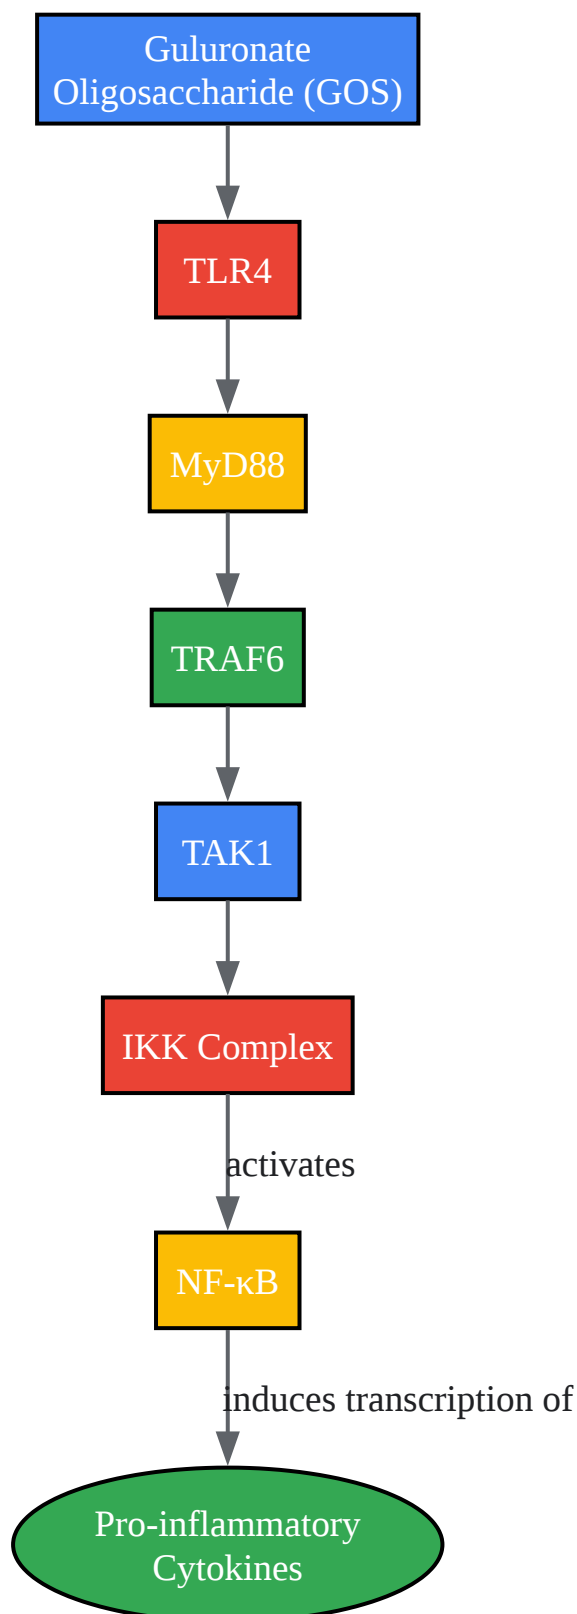 Guluronate
Oligosaccharide (GOS)
TLR4
MyD88
TRAF6
TAK1
IKK Complex
activates
NF-κB
induces transcription of
Pro-inflammatory
Cytokines